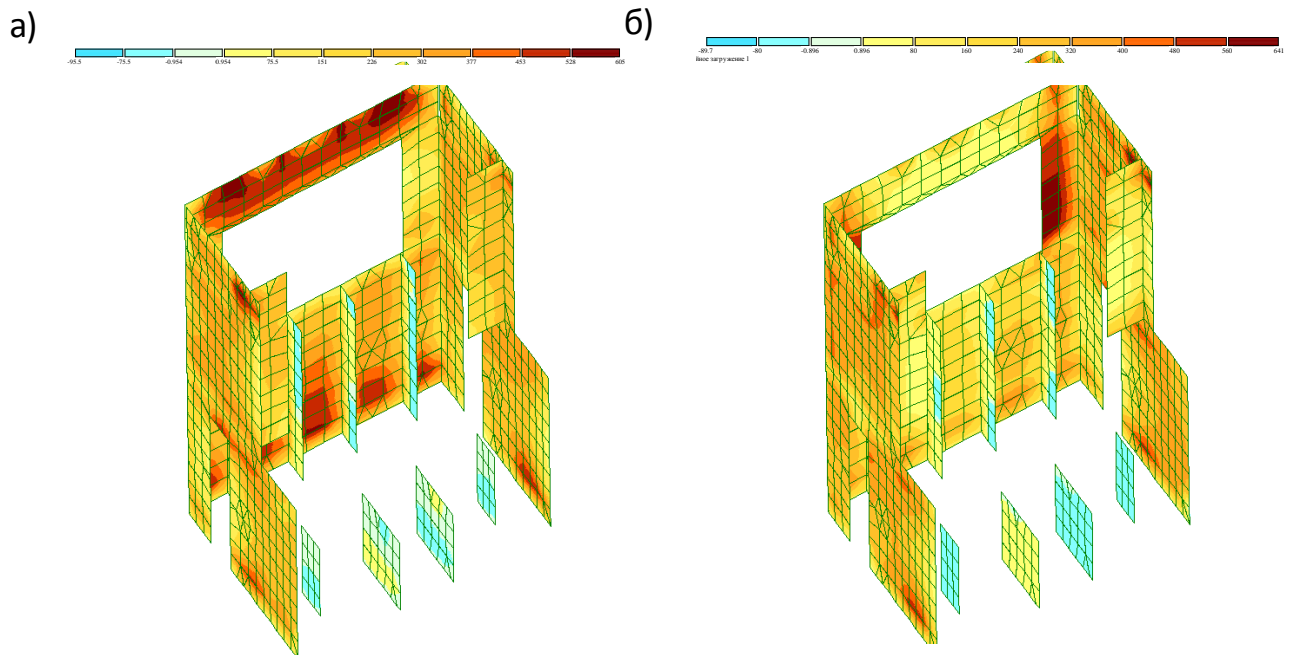 а)
-95.5 -75.5 -0.954 0.954 75.5 151 226 302 377 453 528 605
б)
-89.7 -80 -0.896 0.896 80 160 240 320 400 480 560 641
йное загружение 1